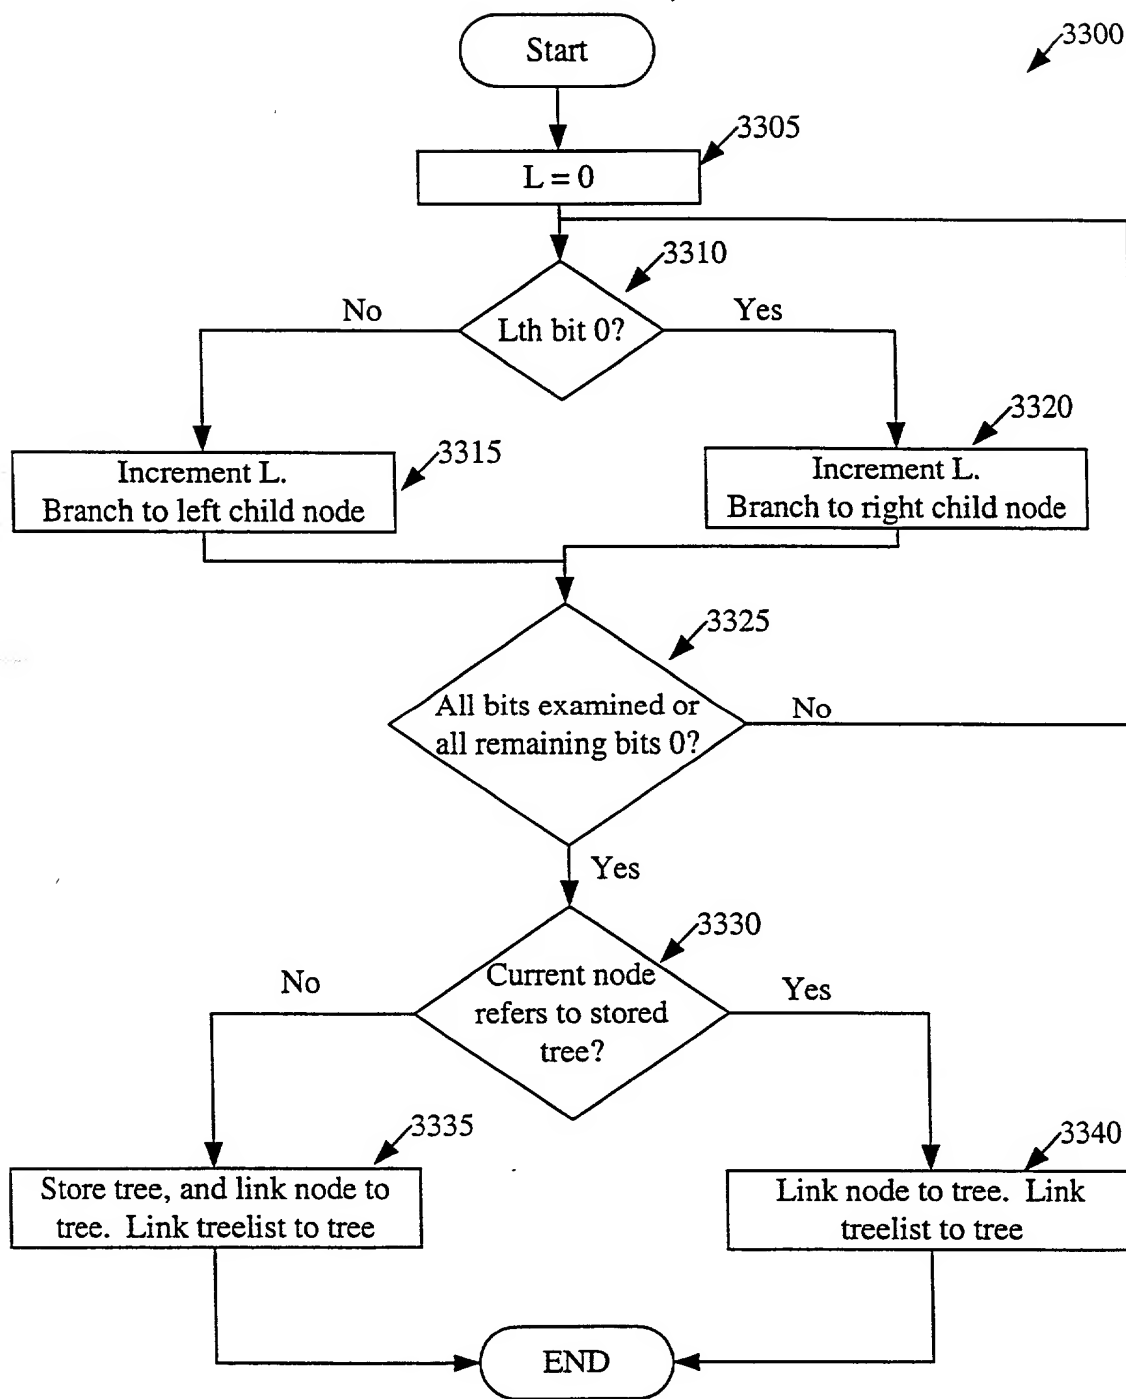 Start
3300
3305
L = 0
3310
No
Yes
Lth bit 0?
3315
3320
Increment L.
Branch to left child node
Increment L.
Branch to right child node
3325
All bits examined or
all remaining bits 0?
No
Yes
3330
Current node
refers to stored
tree?
No
Yes
3335
3340
Store tree, and link node to
tree. Link treelist to tree
Link node to tree. Link
treelist to tree
END